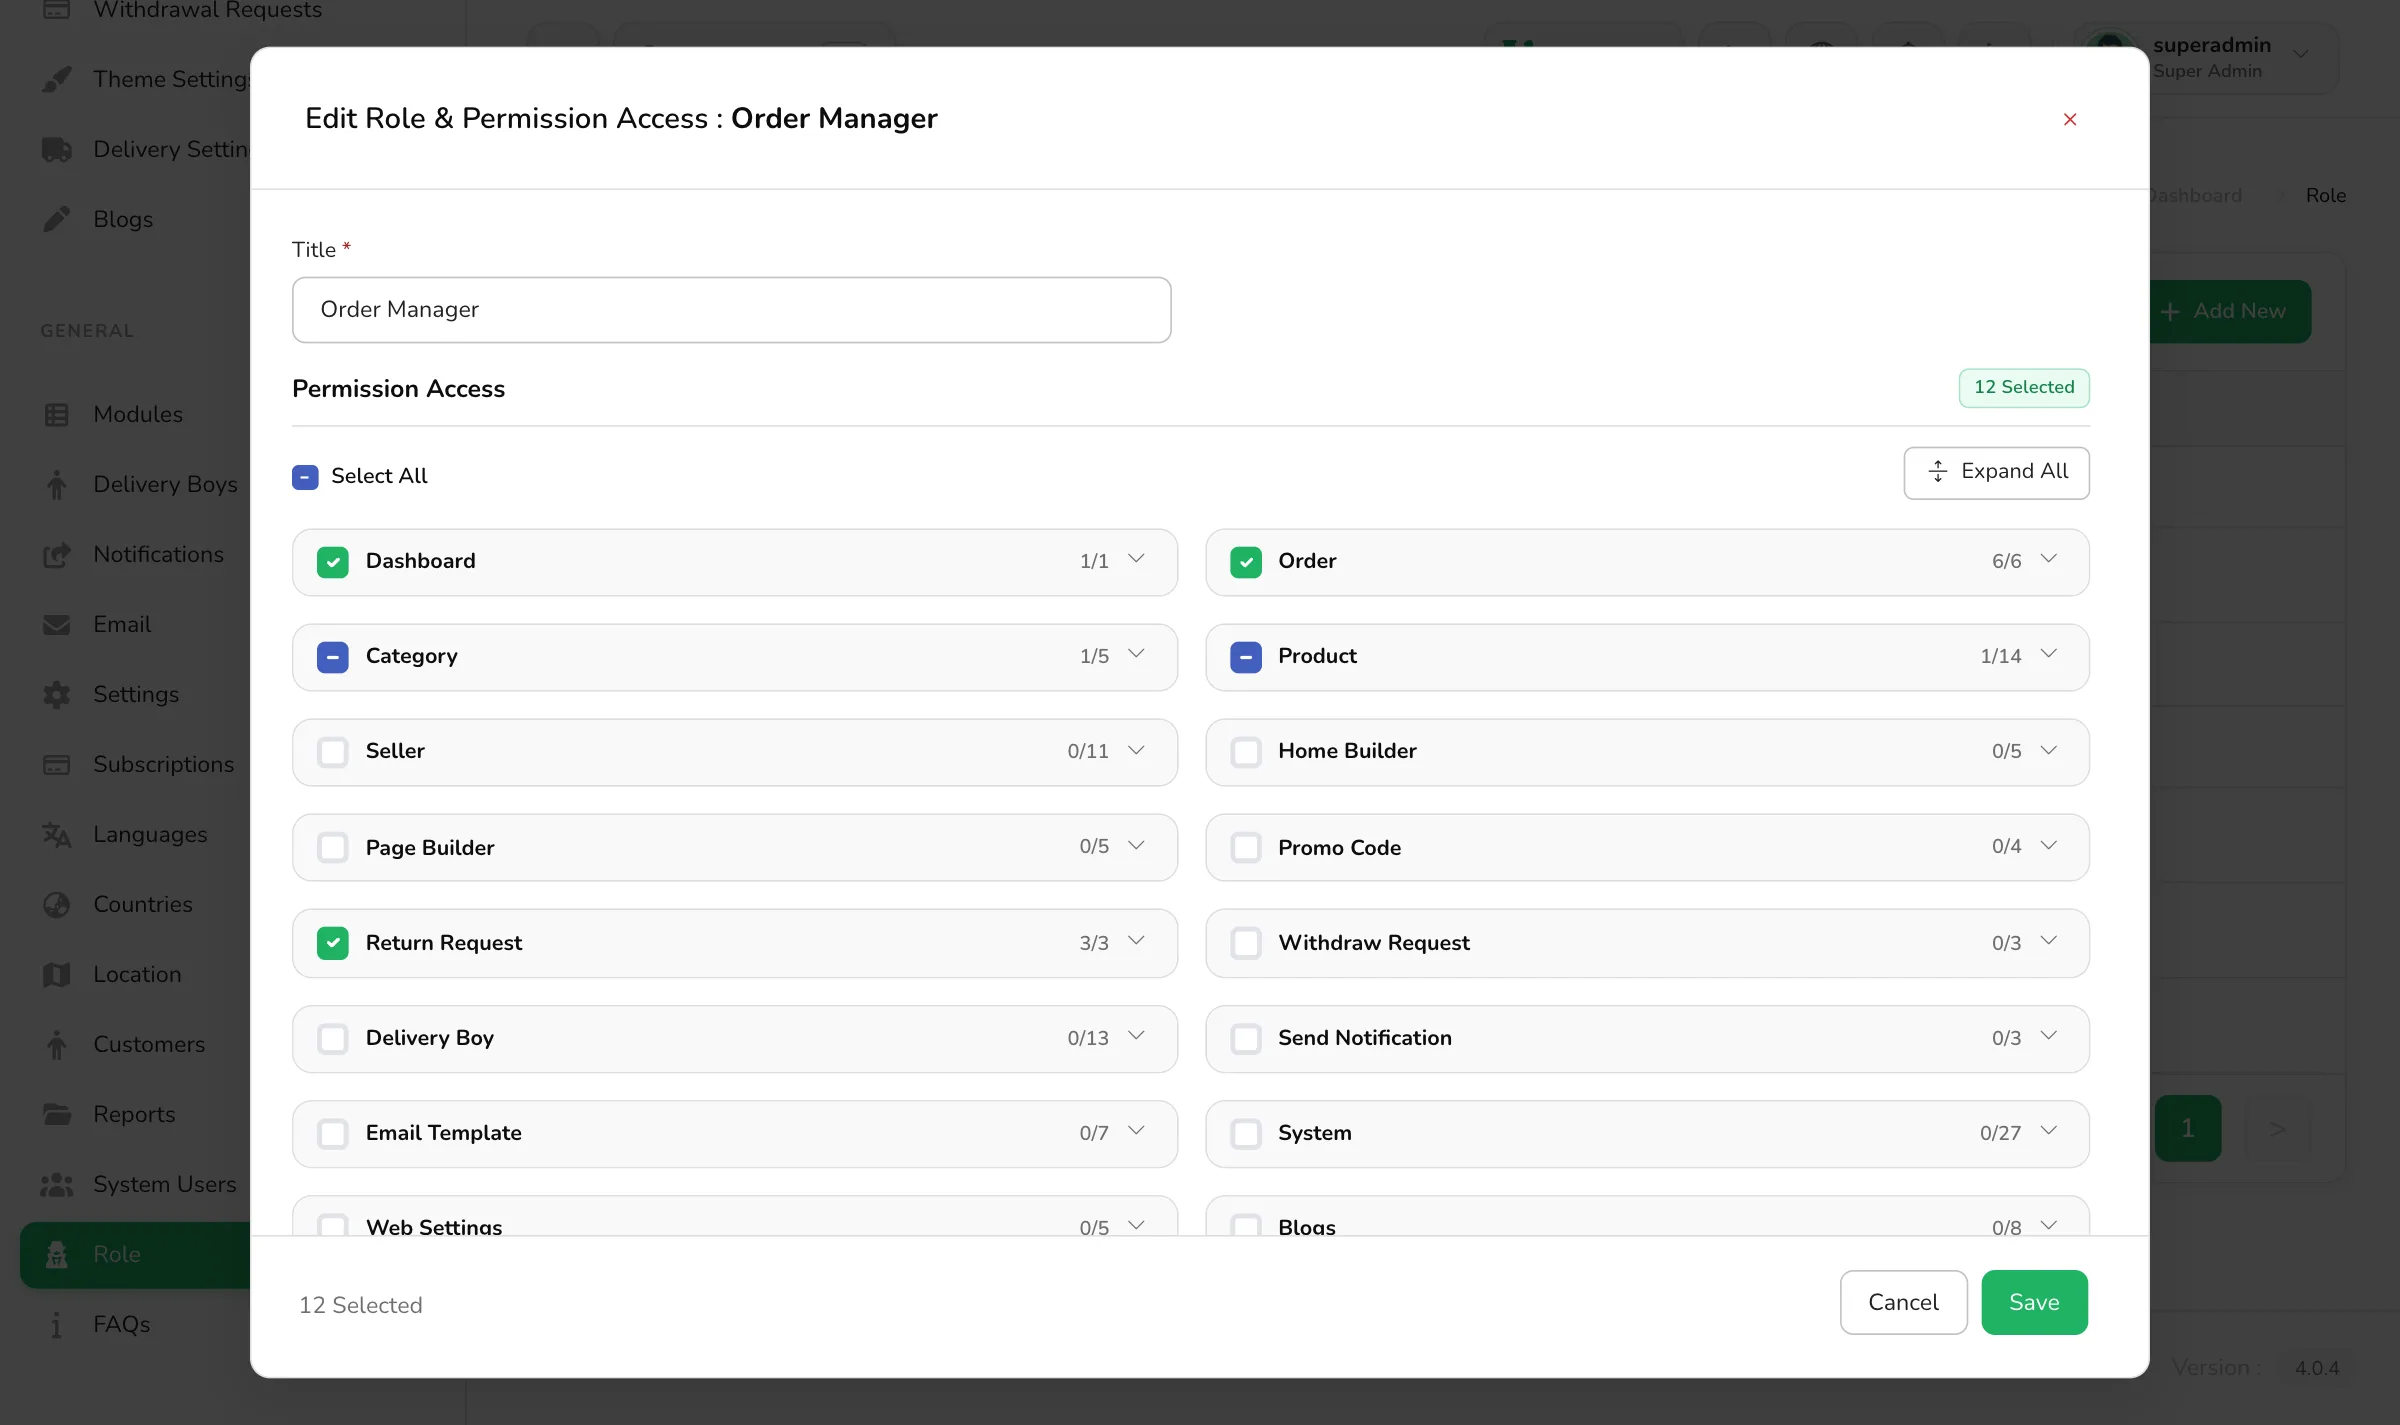 Withdrawal Requests
Theme Settings
Delivery Settin
Blogs
GENERAL
Modules
Delivery Boys
Notifications
Email
Settings
Subscriptions
Languages
Countries
Location
Customers
Reports
System Users
Role
FAQs
superadmin
Super Admin
Dashboard
Role
+ Add New
1
>
Version :
4.0.4
Edit Role & Permission Access : Order Manager
Title *
Order Manager
Permission Access
12 Selected
Select All
Expand All
Dashboard 1/1
Order 6/6
Category 1/5
Product 1/14
Seller 0/11
Home Builder 0/5
Page Builder 0/5
Promo Code 0/4
Return Request 3/3
Withdraw Request 0/3
Delivery Boy 0/13
Send Notification 0/3
Email Template 0/7
System 0/27
Web Settings 0/5
Blogs 0/8
12 Selected
Cancel
Save